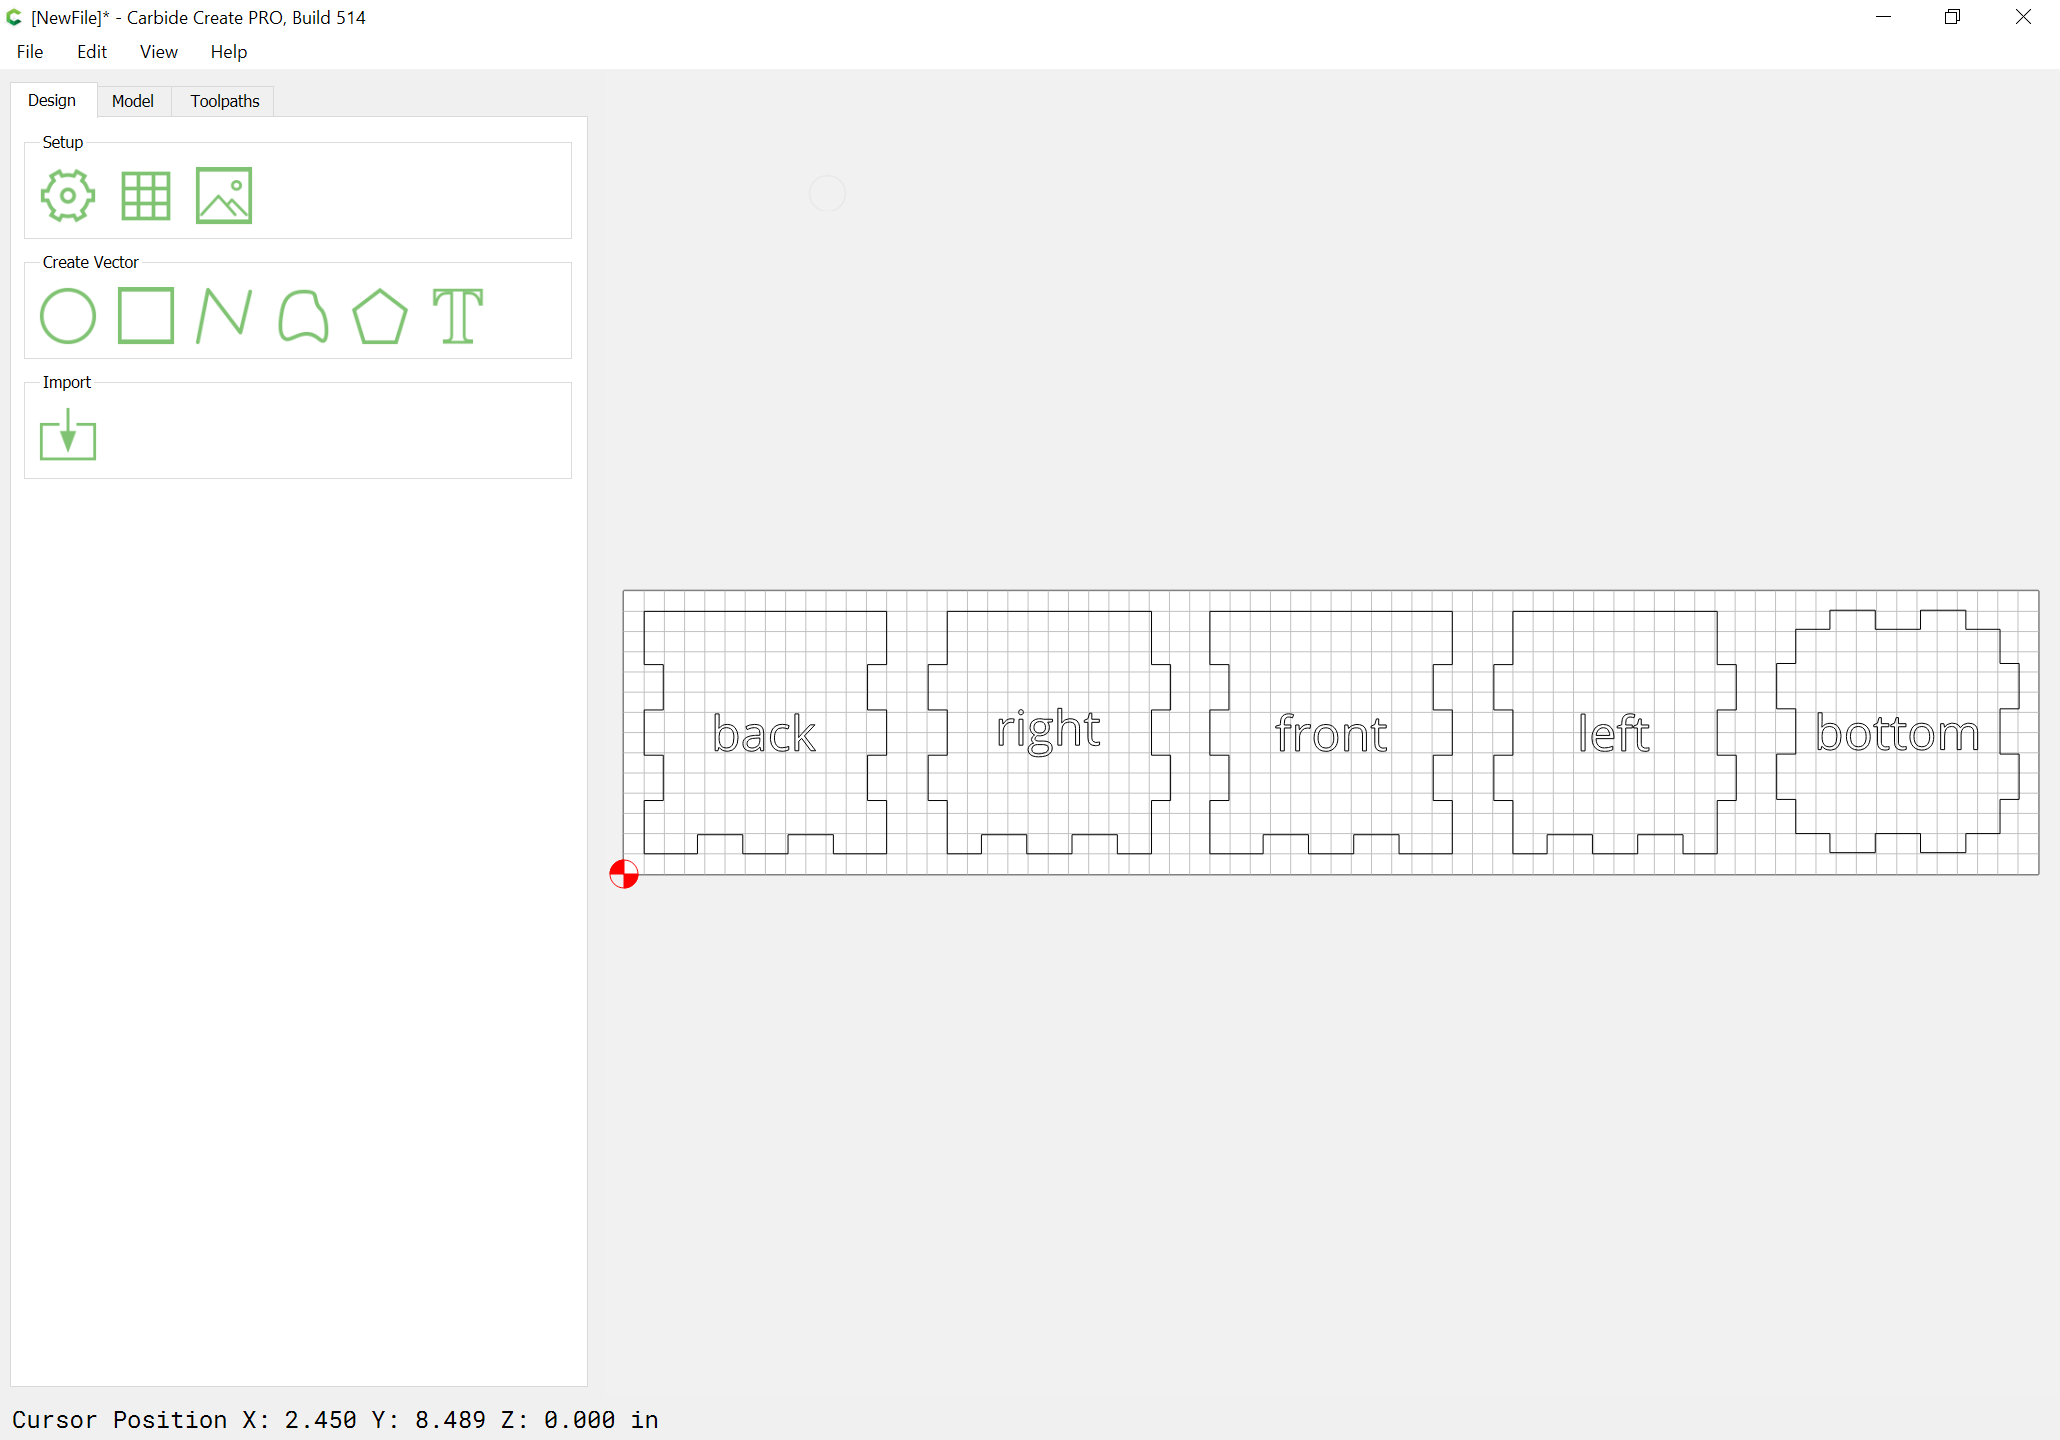 [NewFile]* - Carbide Create PRO, Build 514
File Edit View Help
Design Model Toolpaths
Setup
Create Vector
Import
back right front left bottom
Cursor Position X: 2.450 Y: 8.489 Z: 0.000 in